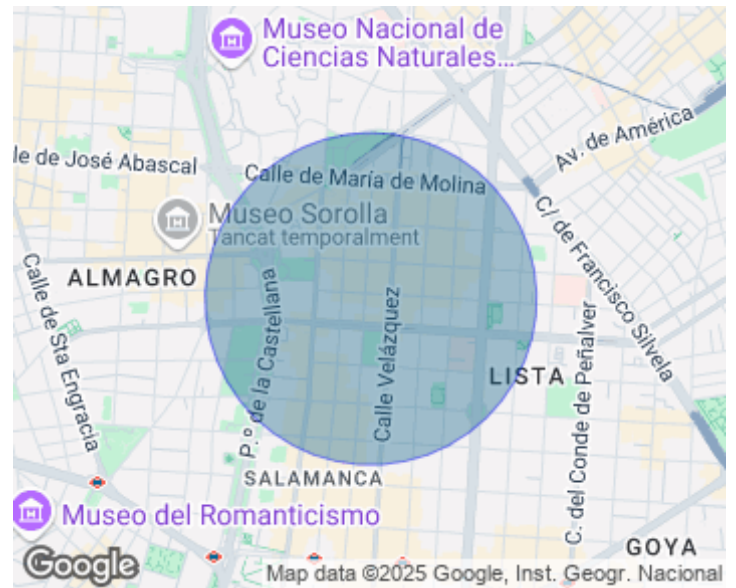 Museo Nacional de
Ciencias Naturales...
Av. de América
le de José Abascal
Calle de María de Molina
Museo Sorolla
Tancat temporalment
C/ de Francisco Silvela
ALMAGRO
Calle de Sta Engracia
P.º de la Castellana
Calle Velázquez
LISTA
C. del Conde de Peñalver
SALAMANCA
Museo del Romanticismo
GOYA
Google
Map data ©2025 Google, Inst. Geogr. Nacional